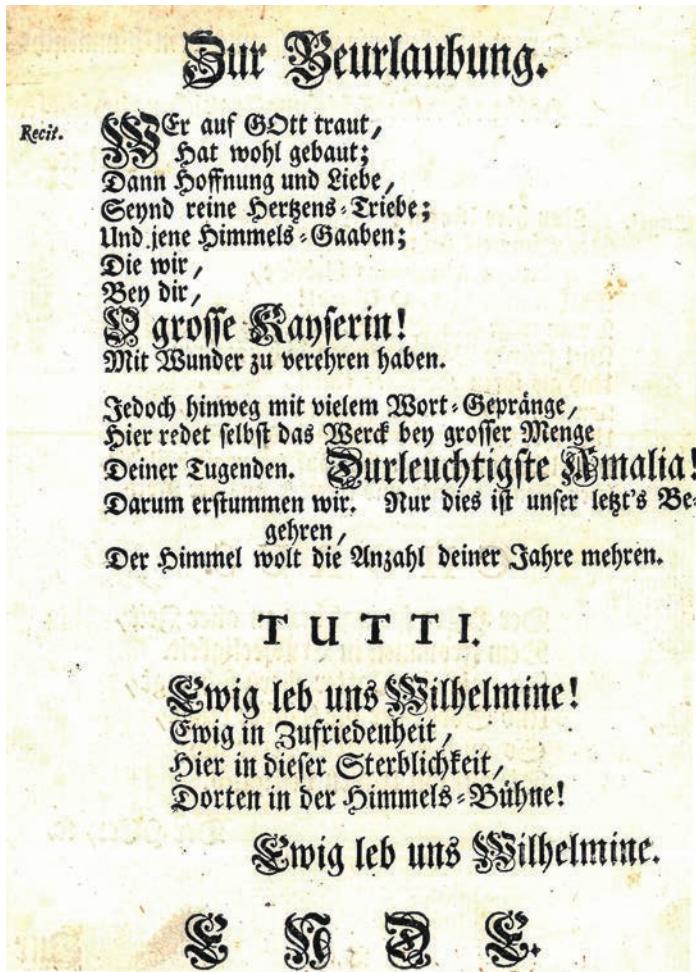 Zur Beurlaubung.
Recit. WEr auf GOtt traut,
Hat wohl gebaut;
Dann Hoffnung und Liebe,
Seynd reine Hertzens-Triebe;
Und jene Himmels-Gaaben;
Die wir,
Bey dir,
O grosse Kayserin!
Mit Wunder zu verehren haben.
Jedoch hinweg mit vielem Wort-Gepränge,
Hier redet selbst das Werck bey grosser Menge
Deiner Tugenden. Durleuchtigste Amalia!
Darum erstummen wir. Nur dies ist unser letzt's Be-
gehren,
Der Himmel wolt die Anzahl deiner Jahre mehren.
TUTTI.
Ewig leb uns Wilhelmine!
Ewig in Zufriedenheit,
Hier in dieser Sterblichkeit,
Dorten in der Himmels-Bühne!
Ewig leb uns Wilhelmine.
ENDE.